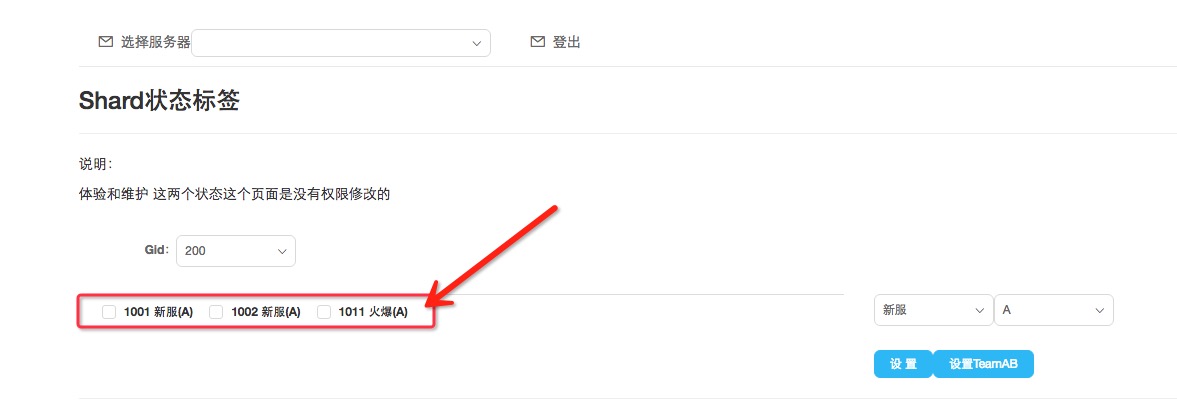 选择服务器 登出
Shard状态标签
说明：
体验和维护 这两个状态这个页面是没有权限修改的
Gid: 200
1001 新服(A) 1002 新服(A) 1011 火爆(A) 新服 A
设 置 设置TeamAB